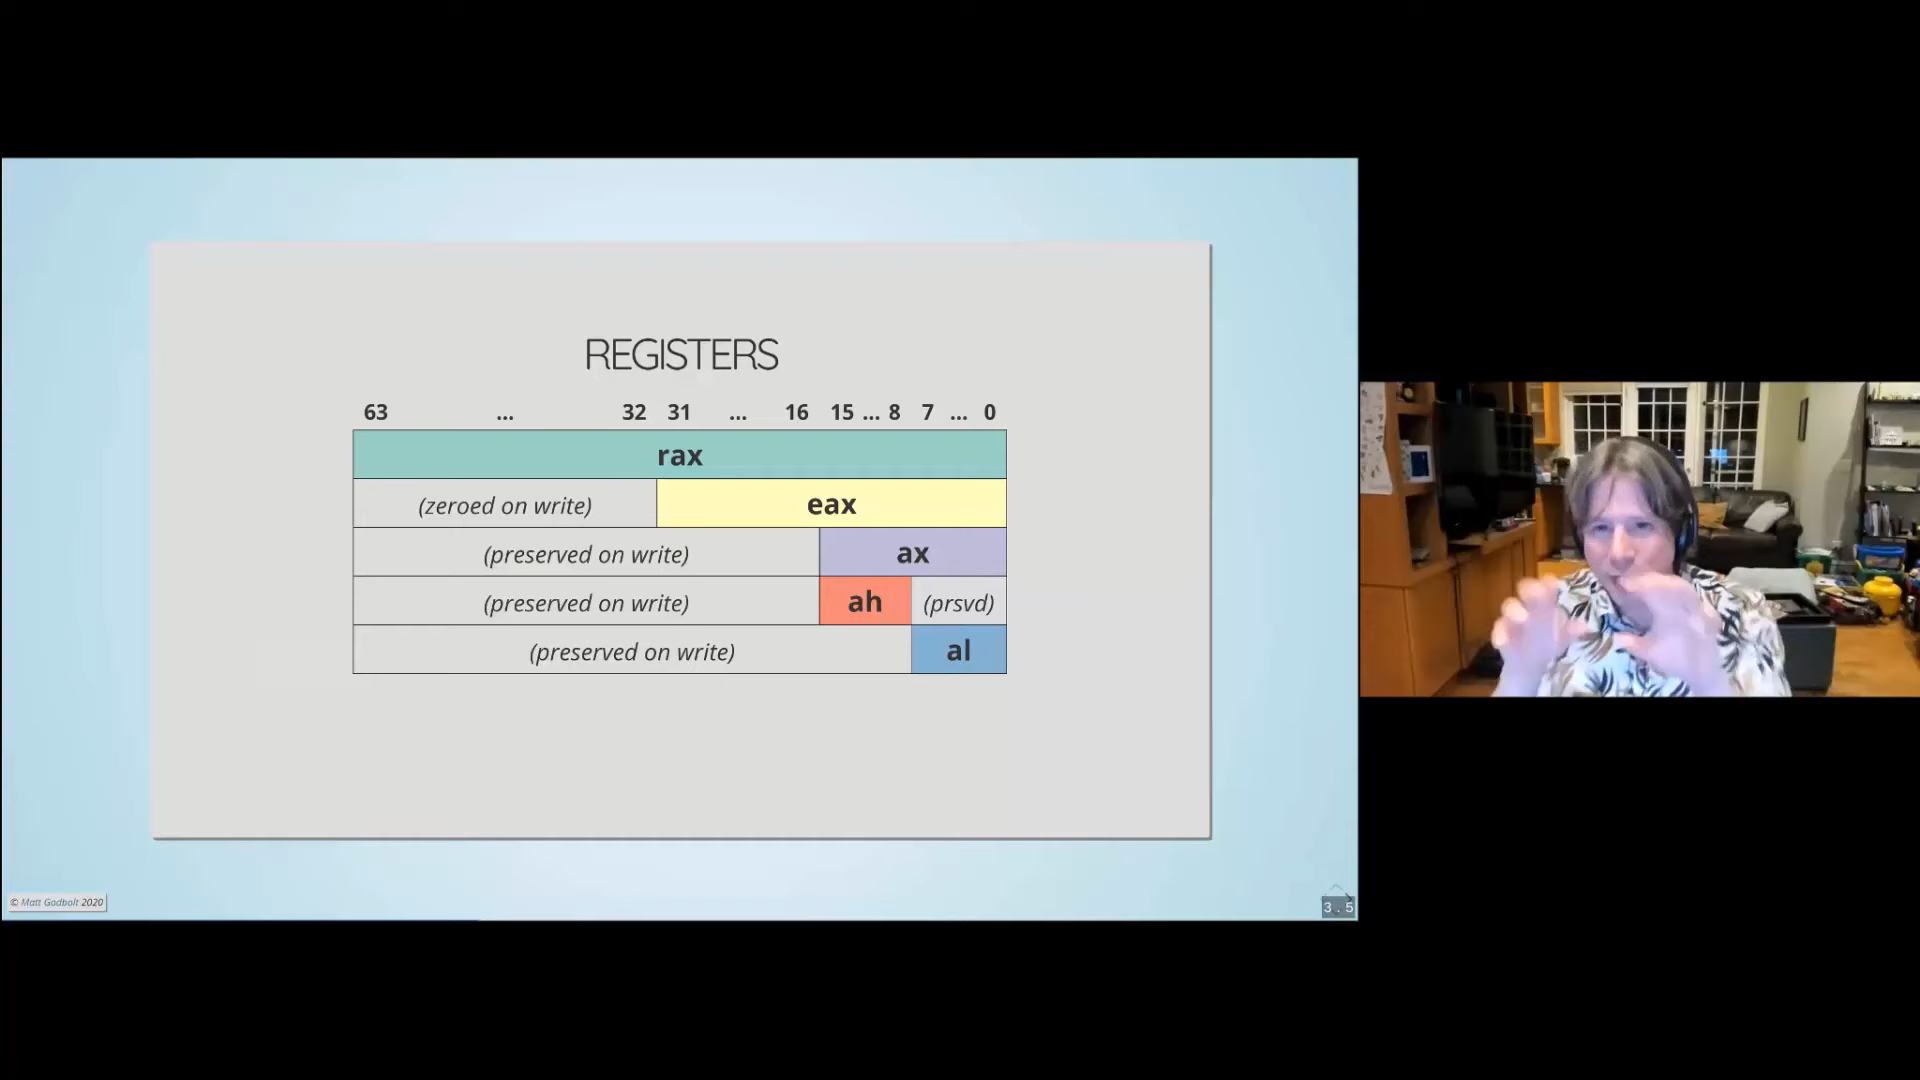 REGISTERS
63 ... 32 31 ... 16 15 ... 8 7 ... 0
rax
(zeroed on write) eax
(preserved on write) ax
(preserved on write) ah (prsvd)
(preserved on write) al
© Matt Godbolt 2020
3.5